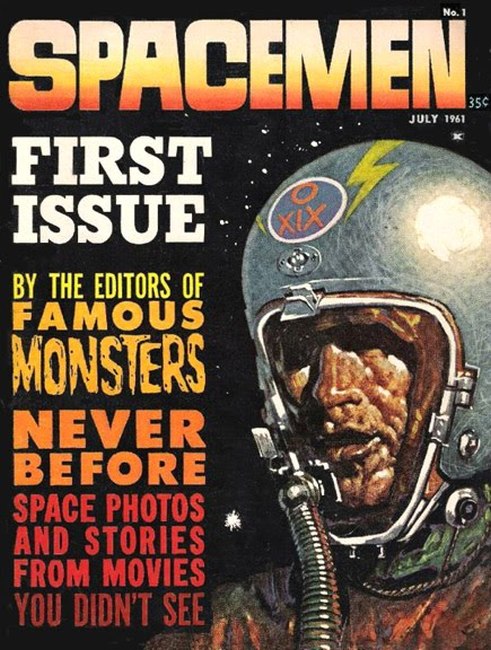 No. 1
SPACEMEN
35¢
JULY 1961
FIRST
ISSUE
O
XIX
BY THE EDITORS OF
FAMOUS
MONSTERS
NEVER
BEFORE
SPACE PHOTOS
AND STORIES
FROM MOVIES
YOU DIDN'T SEE